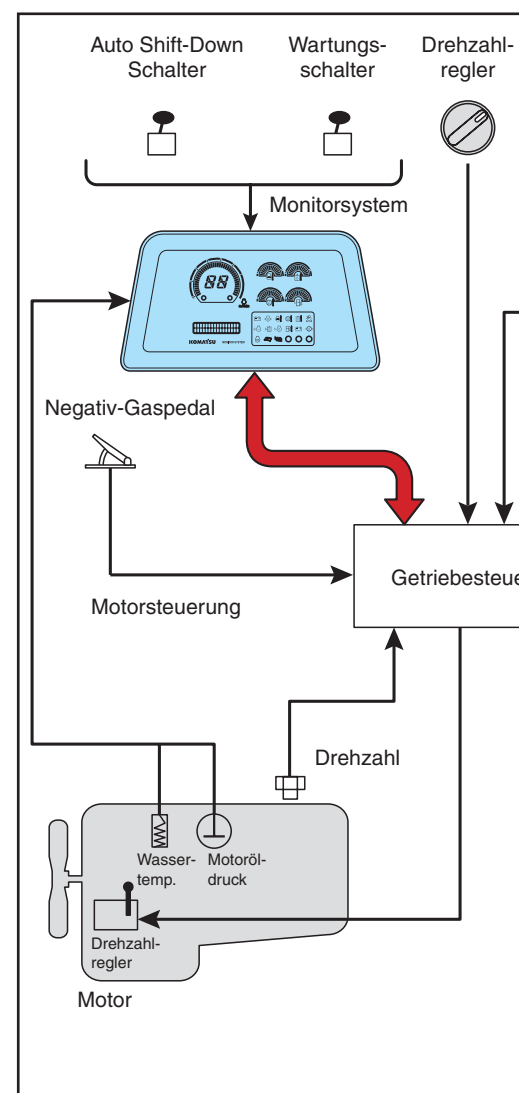 Auto Shift-Down
Schalter
Wartungs-
schalter
Drehzahl-
regler
Monitorsystem
88
KOMATSU
Negativ-Gaspedal
Getriebesteue
Motorsteuerung
Drehzahl
Wasser-
temp.
Motoröl-
druck
Drehzahl-
regler
Motor